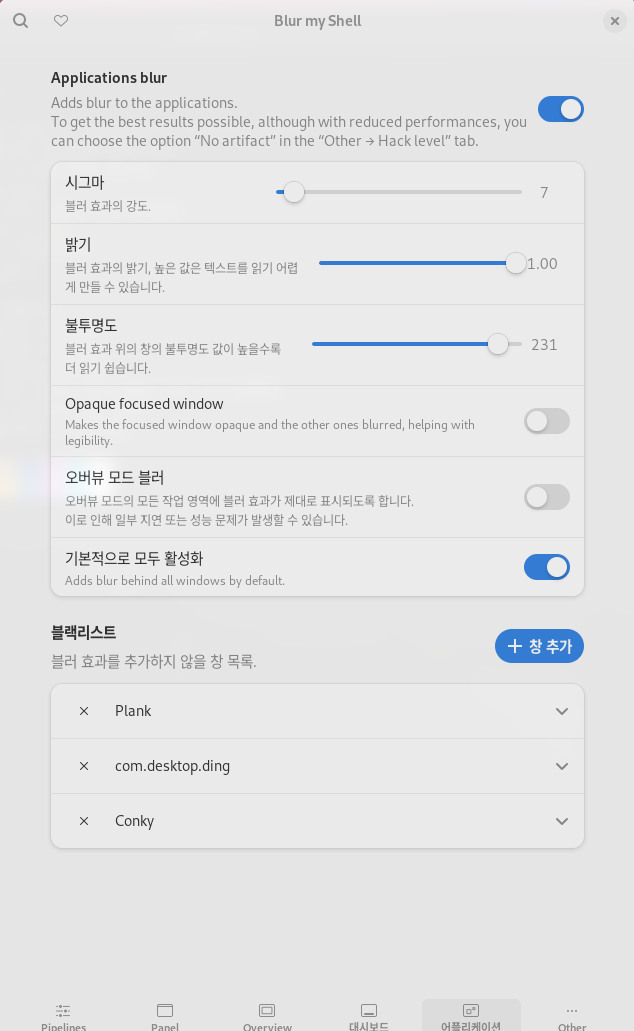 Blur my Shell
Applications blur
Adds blur to the applications.
To get the best results possible, although with reduced performances, you
can choose the option “No artifact” in the “Other → Hack level” tab.
시그마
블러 효과의 강도.
7
밝기
블러 효과의 밝기, 높은 값은 텍스트를 읽기 어렵
게 만들 수 있습니다.
1.00
불투명도
블러 효과 위의 창의 불투명도 값이 높을수록
더 읽기 쉽습니다.
231
Opaque focused window
Makes the focused window opaque and the other ones blurred, helping with
legibility.
오버뷰 모드 블러
오버뷰 모드의 모든 작업 영역에 블러 효과가 제대로 표시되도록 합니다.
이로 인해 일부 지연 또는 성능 문제가 발생할 수 있습니다.
기본적으로 모두 활성화
Adds blur behind all windows by default.
블랙리스트
블러 효과를 추가하지 않을 창 목록.
창 추가
Plank
com.desktop.ding
Conky
Pipelines
Panel
Overview
대시보드
어플리케이션
Other